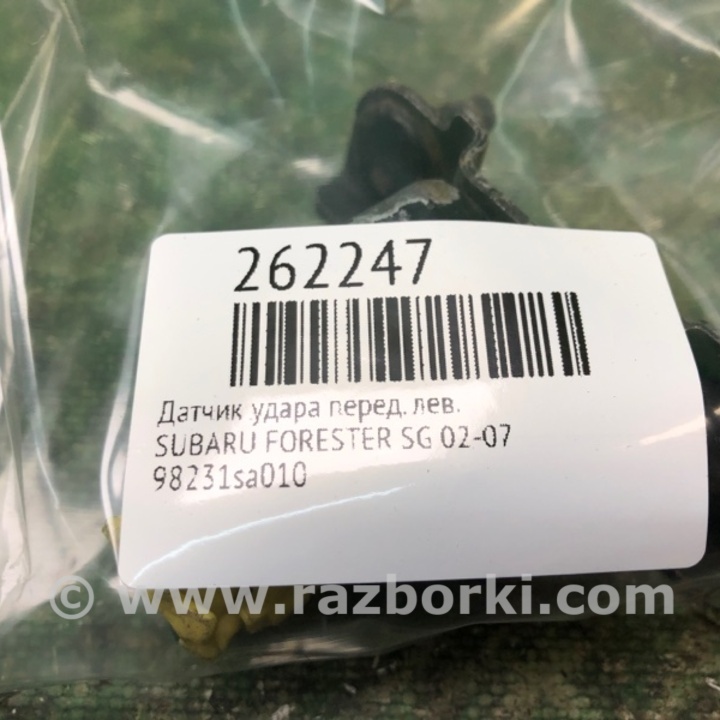 262247
Датчик удара перед. лев.
SUBARU FORESTER SG 02-07
98231sa010
© www.razborki.com